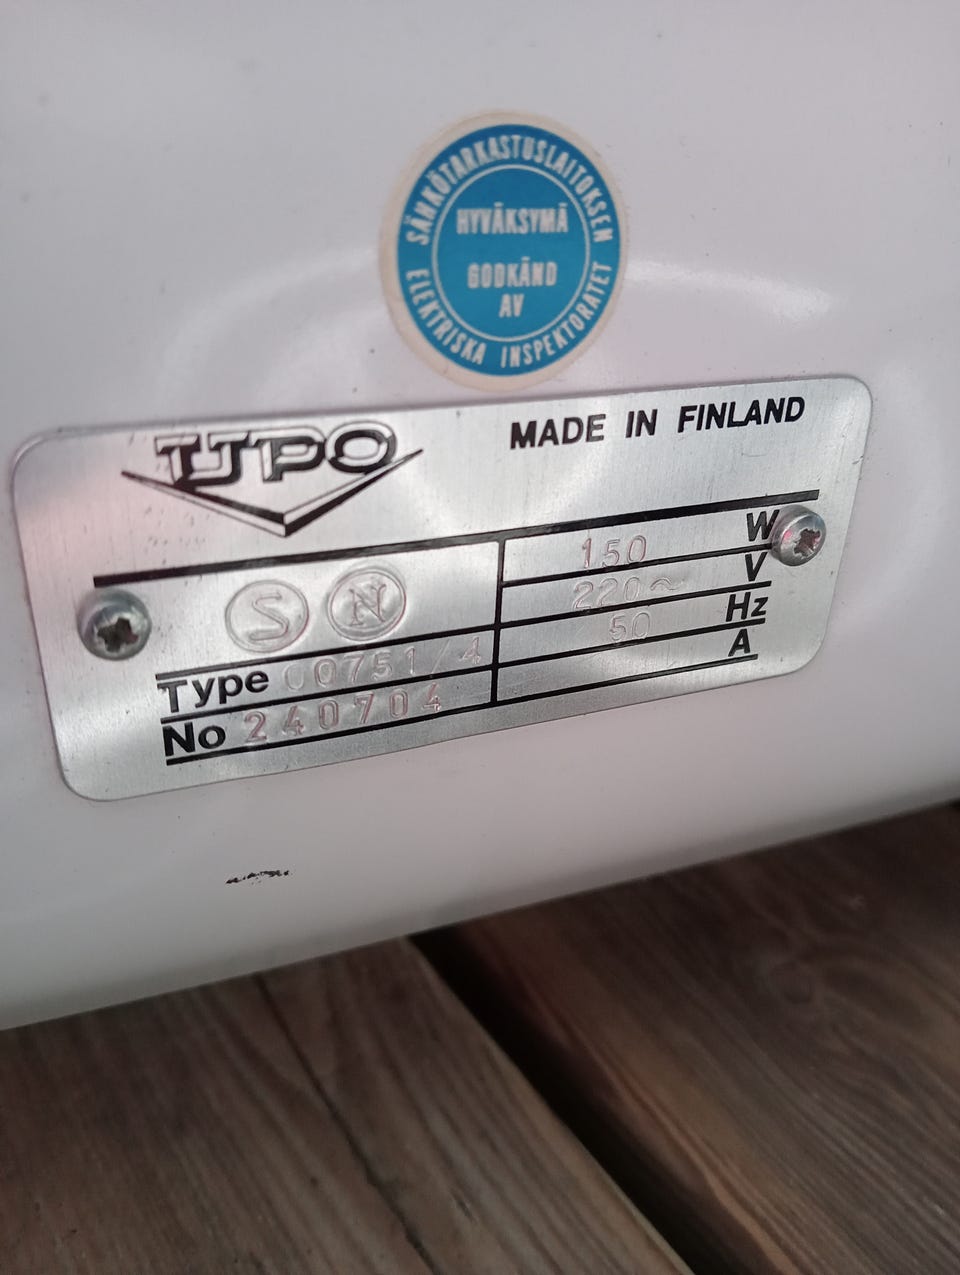 SÄHKÖTARKASTUSLAITOKSEN
HYVÄKSYMÄ
GODKÄND
AV
ELEKTRISKA INSPEKTORATET
UPO
MADE IN FINLAND
S N
150 W
220~ V
50 Hz
A
Type 00751/4
No 240704